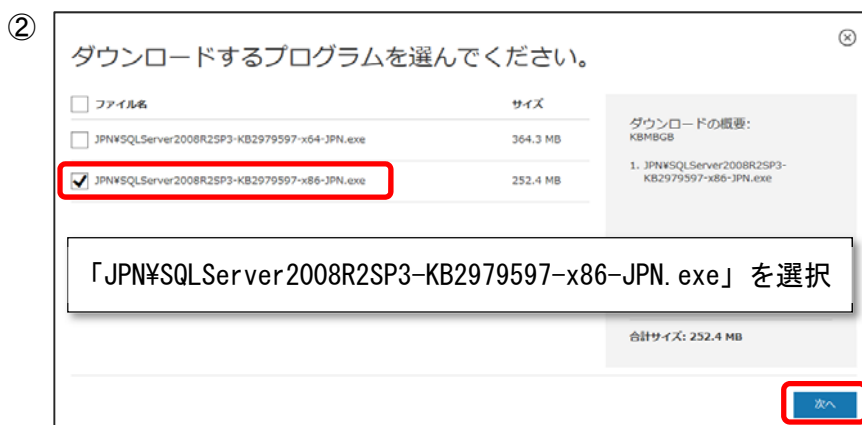 ②
ダウンロードするプログラムを選んでください。
ファイル名 サイズ
JPN¥SQLServer2008R2SP3-KB2979597-x64-JPN.exe 364.3 MB
JPN¥SQLServer2008R2SP3-KB2979597-x86-JPN.exe 252.4 MB
ダウンロードの概要:
KBMBGB
1. JPN¥SQLServer2008R2SP3-
KB2979597-x86-JPN.exe
「JPN¥SQLServer2008R2SP3-KB2979597-x86-JPN.exe」を選択
合計サイズ: 252.4 MB
次へ